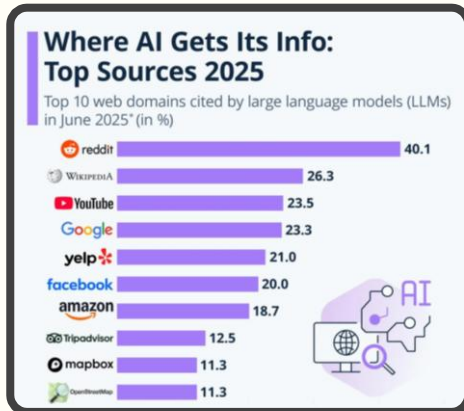 Where AI Gets Its Info:
Top Sources 2025
Top 10 web domains cited by large language models (LLMs)
in June 2025* (in %)
reddit 40.1
WIKIPEDIA 26.3
YouTube 23.5
Google 23.3
yelp 21.0
facebook 20.0
amazon 18.7
Tripadvisor 12.5
mapbox 11.3
OpenStreetMap 11.3
AI